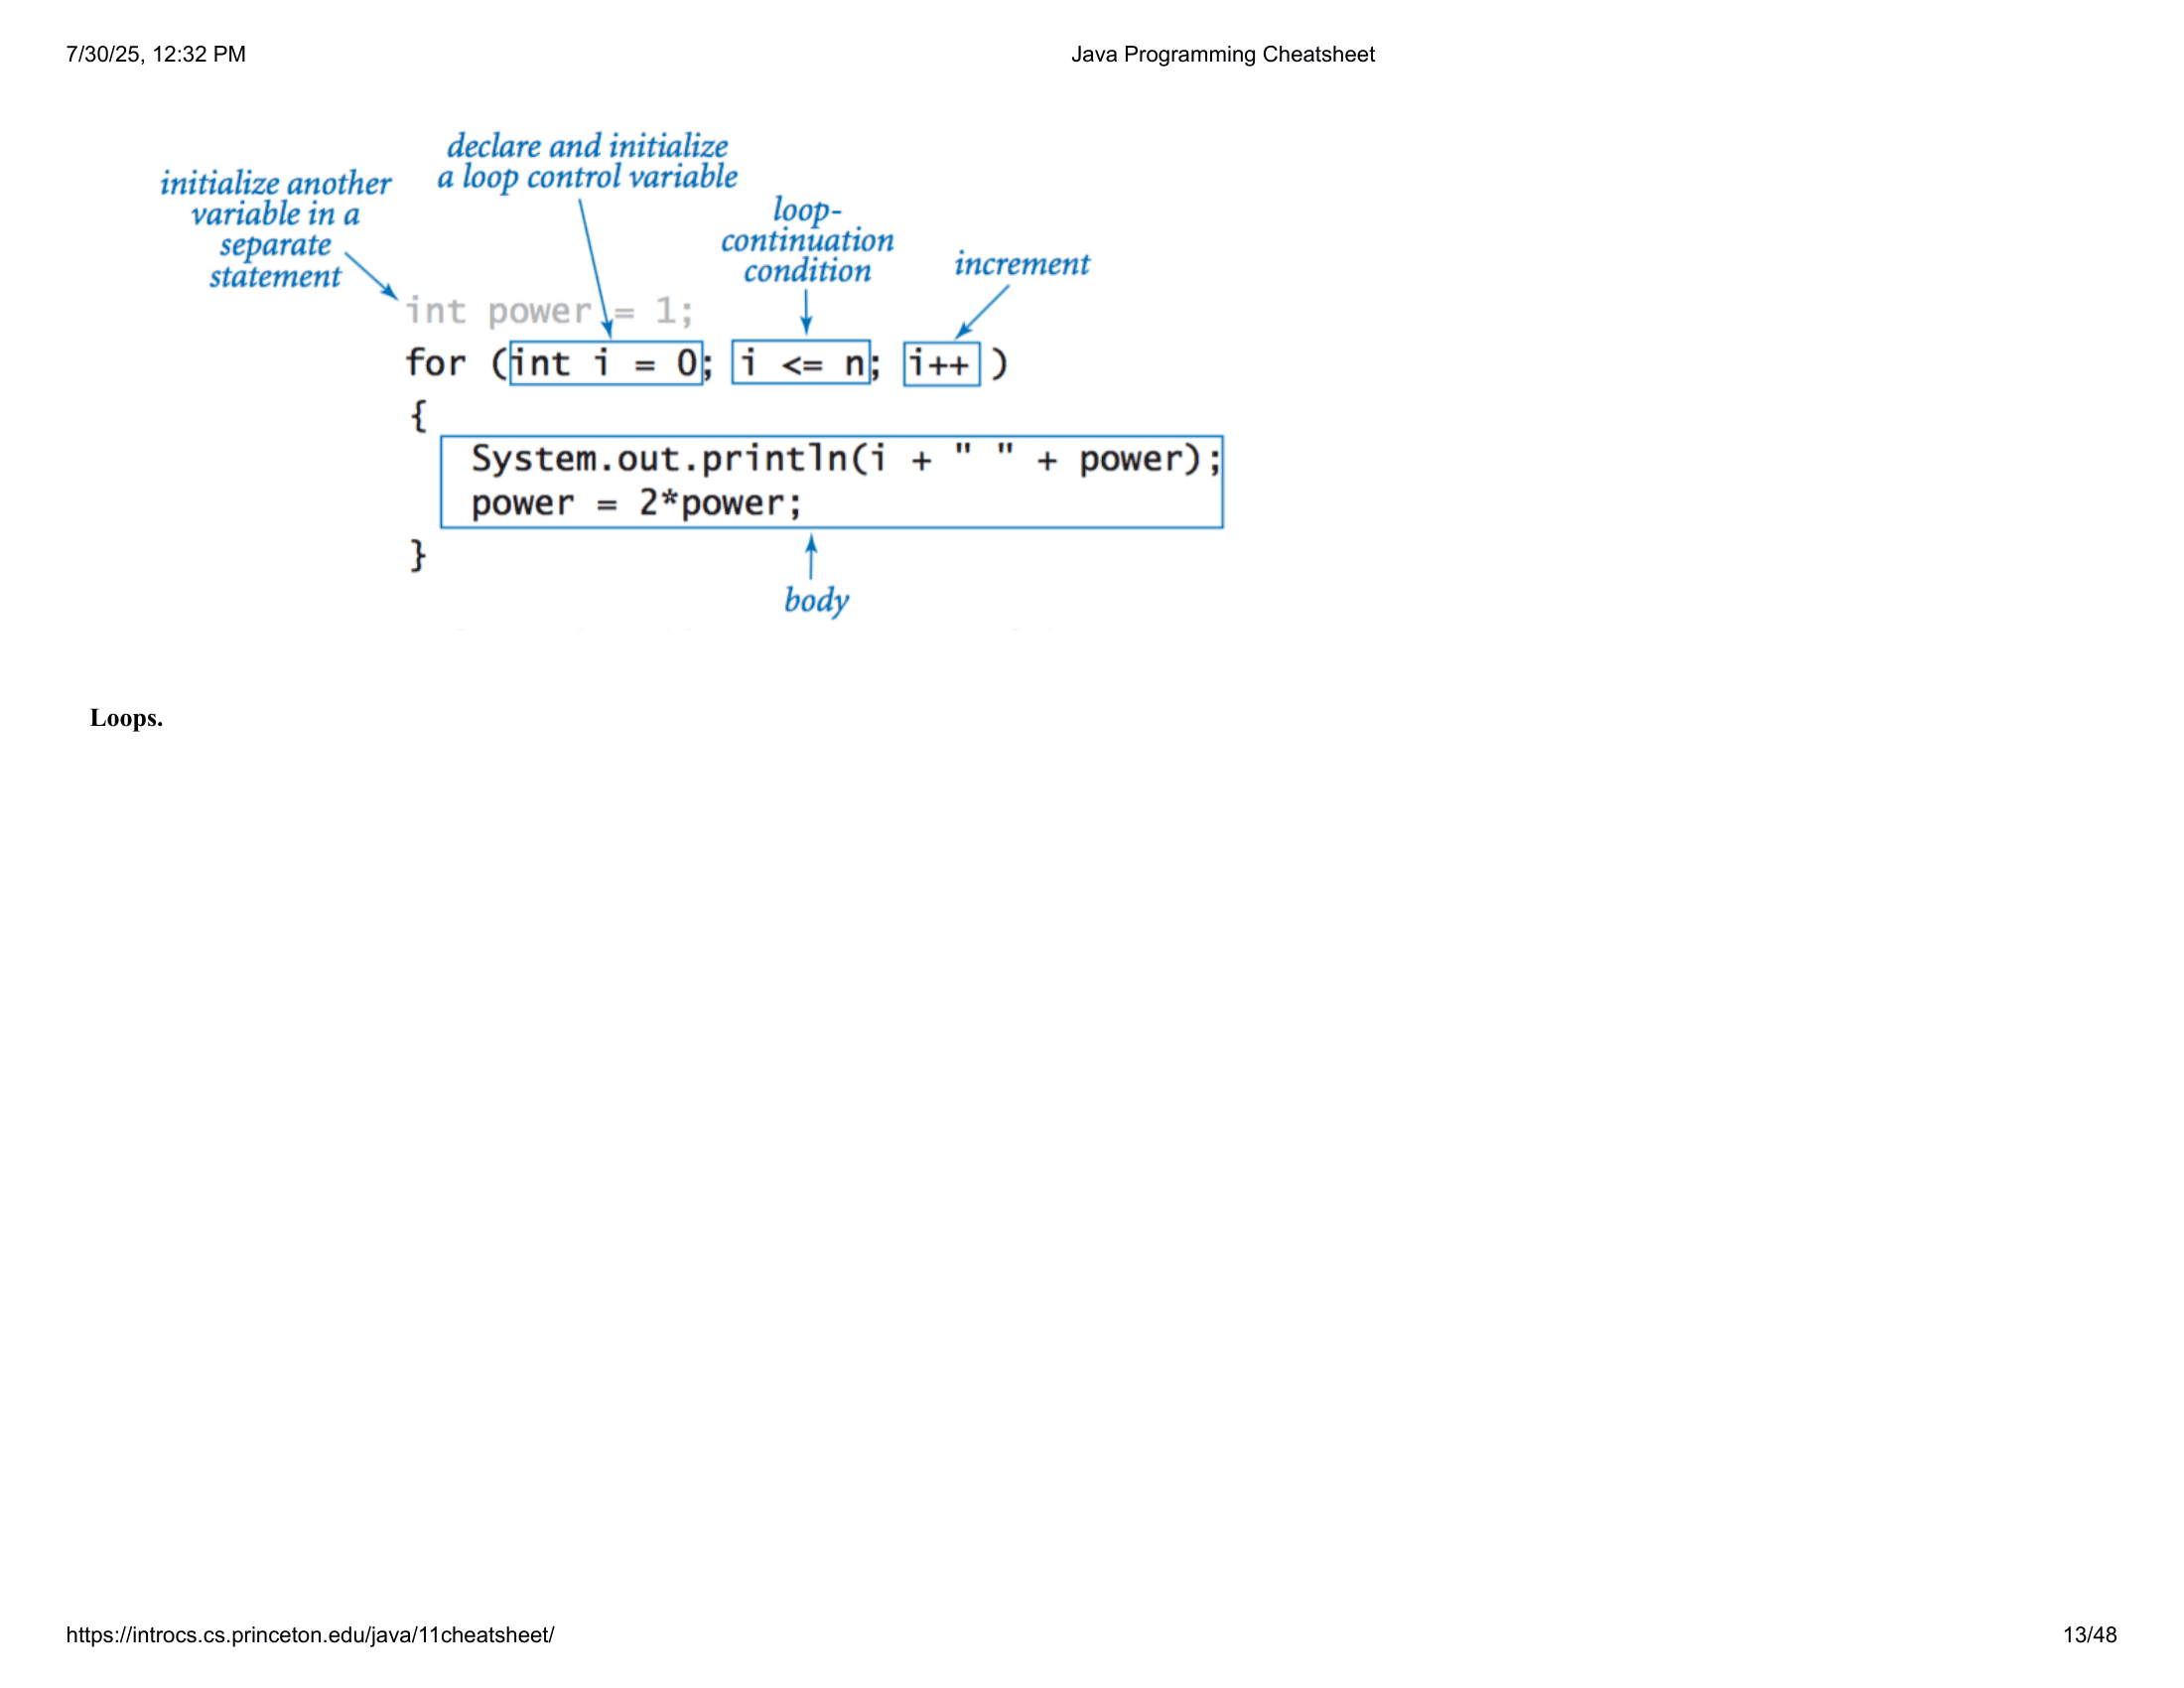 7/30/25, 12:32 PM
Java Programming Cheatsheet
declare and initialize
a loop control variable
initialize another
variable in a
separate
statement
loop-
continuation
condition
increment
int power = 1;
for (int i = 0; i <= n; i++ )
{
System.out.println(i + " " + power);
power = 2*power;
}
body
Loops.
https://introcs.cs.princeton.edu/java/11cheatsheet/
13/48